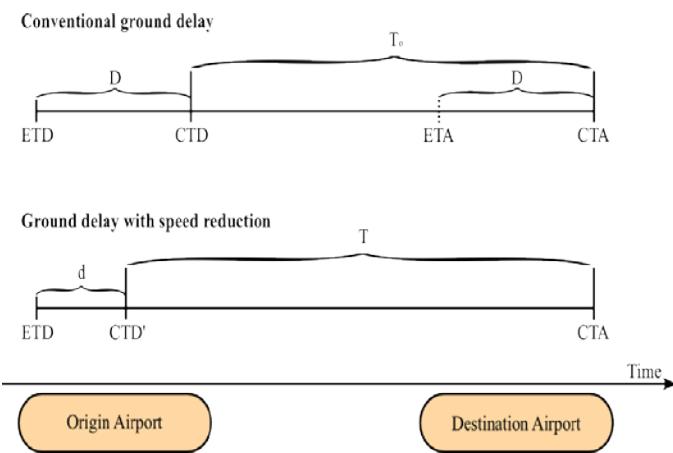 Conventional ground delay
T₀
D D
ETD CTD ETA CTA
Ground delay with speed reduction
T
d
ETD CTD' CTA
Time
Origin Airport Destination Airport